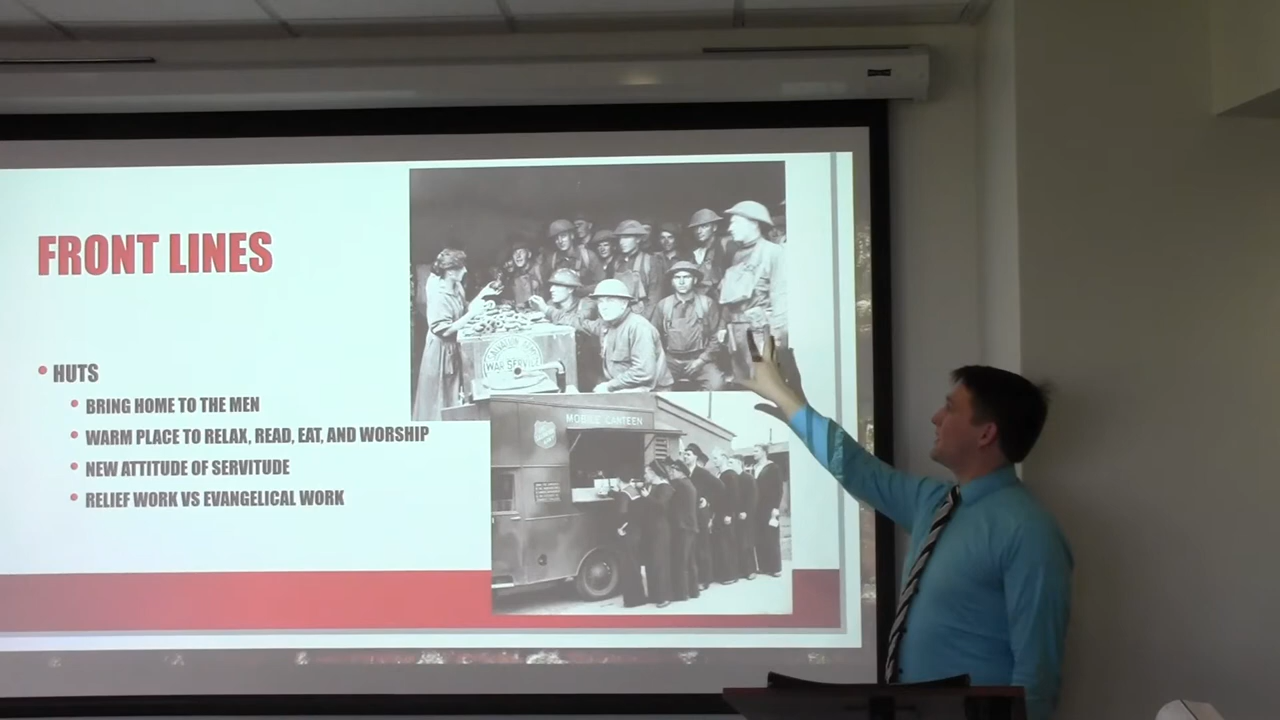 FRONT LINES
HUTS
BRING HOME TO THE MEN
WARM PLACE TO RELAX, READ, EAT, AND WORSHIP
NEW ATTITUDE OF SERVITUDE
RELIEF WORK VS EVANGELICAL WORK
WAR SERVICE
MOBILE CANTEEN